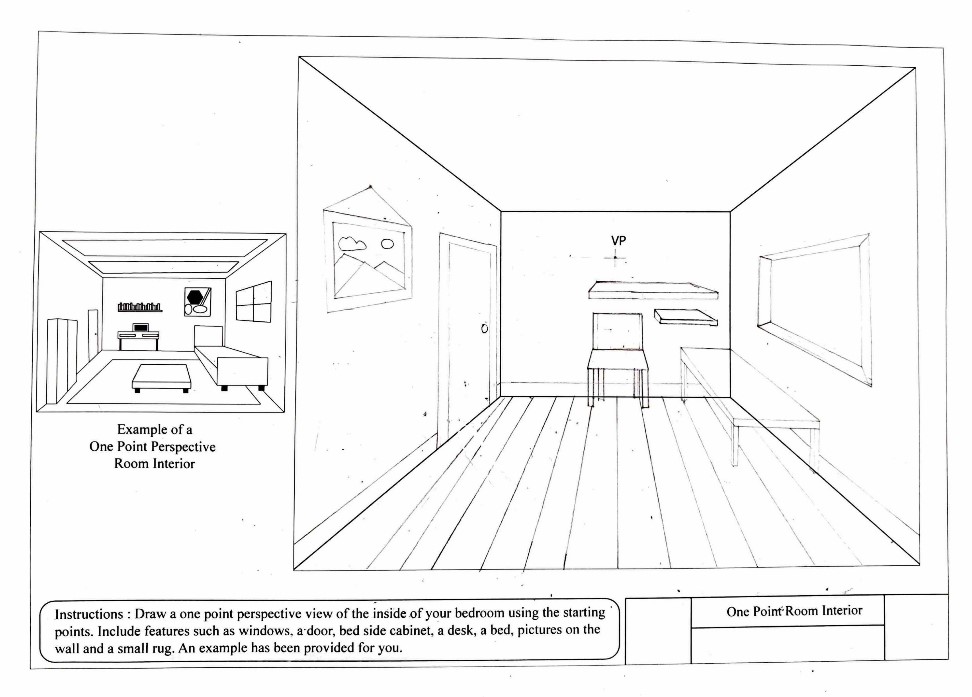 VP
Example of a
One Point Perspective
Room Interior
Instructions : Draw a one point perspective view of the inside of your bedroom using the starting
points. Include features such as windows, a door, bed side cabinet, a desk, a bed, pictures on the
wall and a small rug. An example has been provided for you.
One Point Room Interior